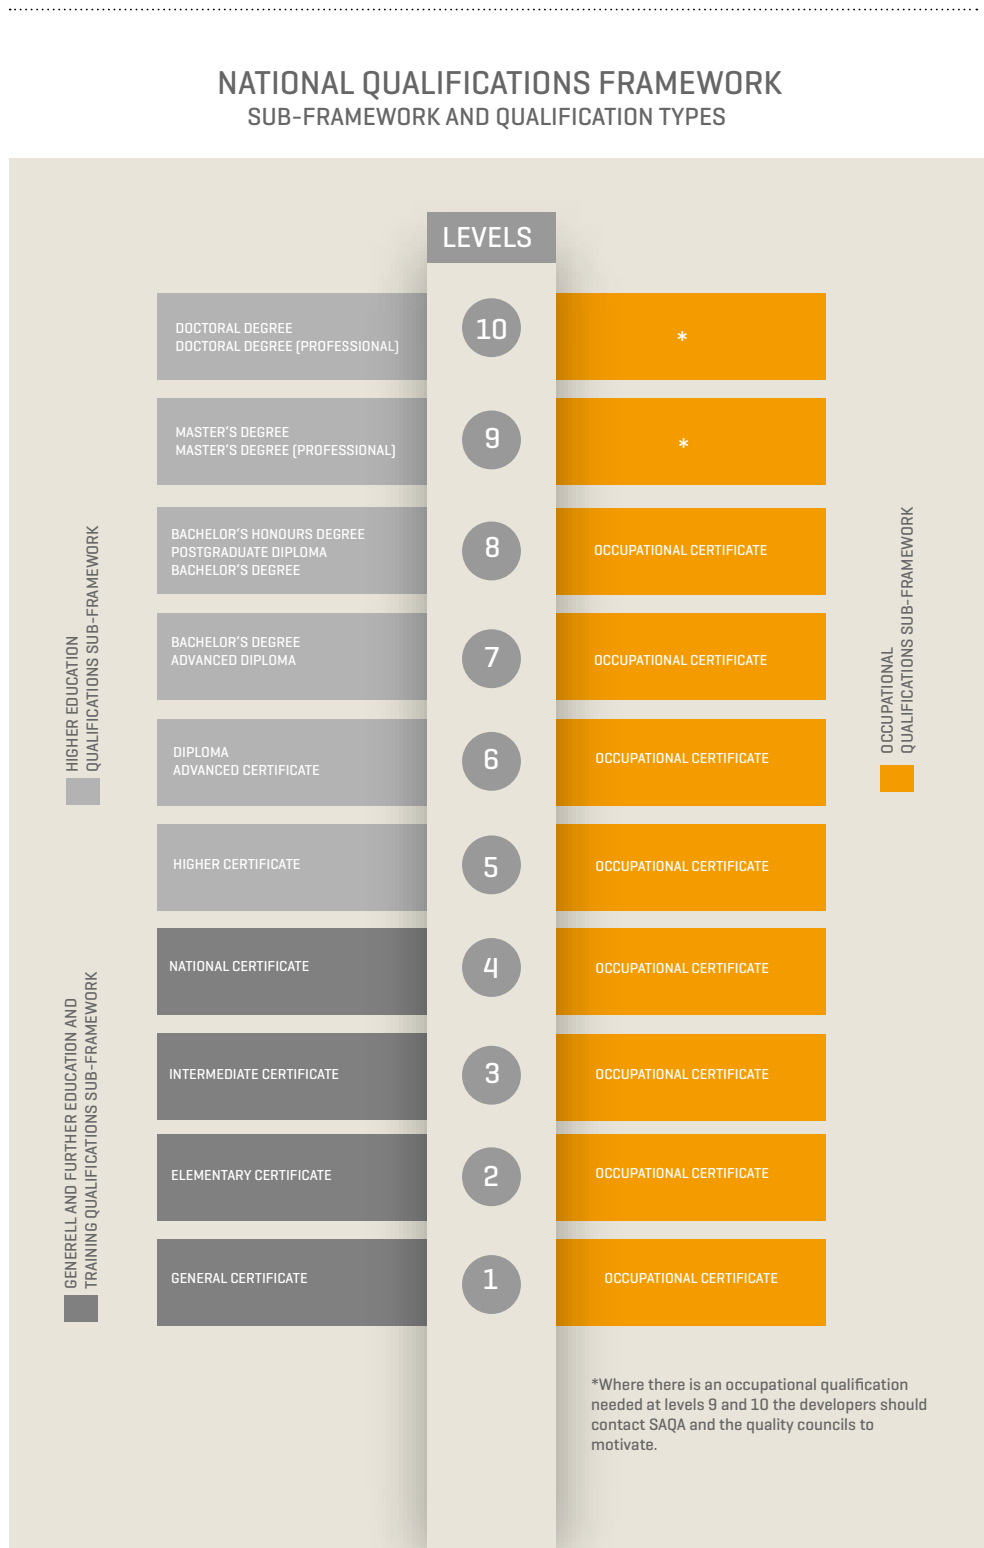 NATIONAL QUALIFICATIONS FRAMEWORK
SUB-FRAMEWORK AND QUALIFICATION TYPES
LEVELS
DOCTORAL DEGREE
DOCTORAL DEGREE (PROFESSIONAL)
10
*
MASTER'S DEGREE
MASTER'S DEGREE (PROFESSIONAL)
9
*
BACHELOR'S HONOURS DEGREE
POSTGRADUATE DIPLOMA
BACHELOR'S DEGREE
8
OCCUPATIONAL CERTIFICATE
BACHELOR'S DEGREE
ADVANCED DIPLOMA
7
OCCUPATIONAL CERTIFICATE
DIPLOMA
ADVANCED CERTIFICATE
6
OCCUPATIONAL CERTIFICATE
HIGHER CERTIFICATE
5
OCCUPATIONAL CERTIFICATE
NATIONAL CERTIFICATE
4
OCCUPATIONAL CERTIFICATE
INTERMEDIATE CERTIFICATE
3
OCCUPATIONAL CERTIFICATE
ELEMENTARY CERTIFICATE
2
OCCUPATIONAL CERTIFICATE
GENERAL CERTIFICATE
1
OCCUPATIONAL CERTIFICATE
HIGHER EDUCATION
QUALIFICATIONS SUB-FRAMEWORK
GENERELL AND FURTHER EDUCATION AND
TRAINING QUALIFICATIONS SUB-FRAMEWORK
OCCUPATIONAL
QUALIFICATIONS SUB-FRAMEWORK
*Where there is an occupational qualification
needed at levels 9 and 10 the developers should
contact SAQA and the quality councils to
motivate.